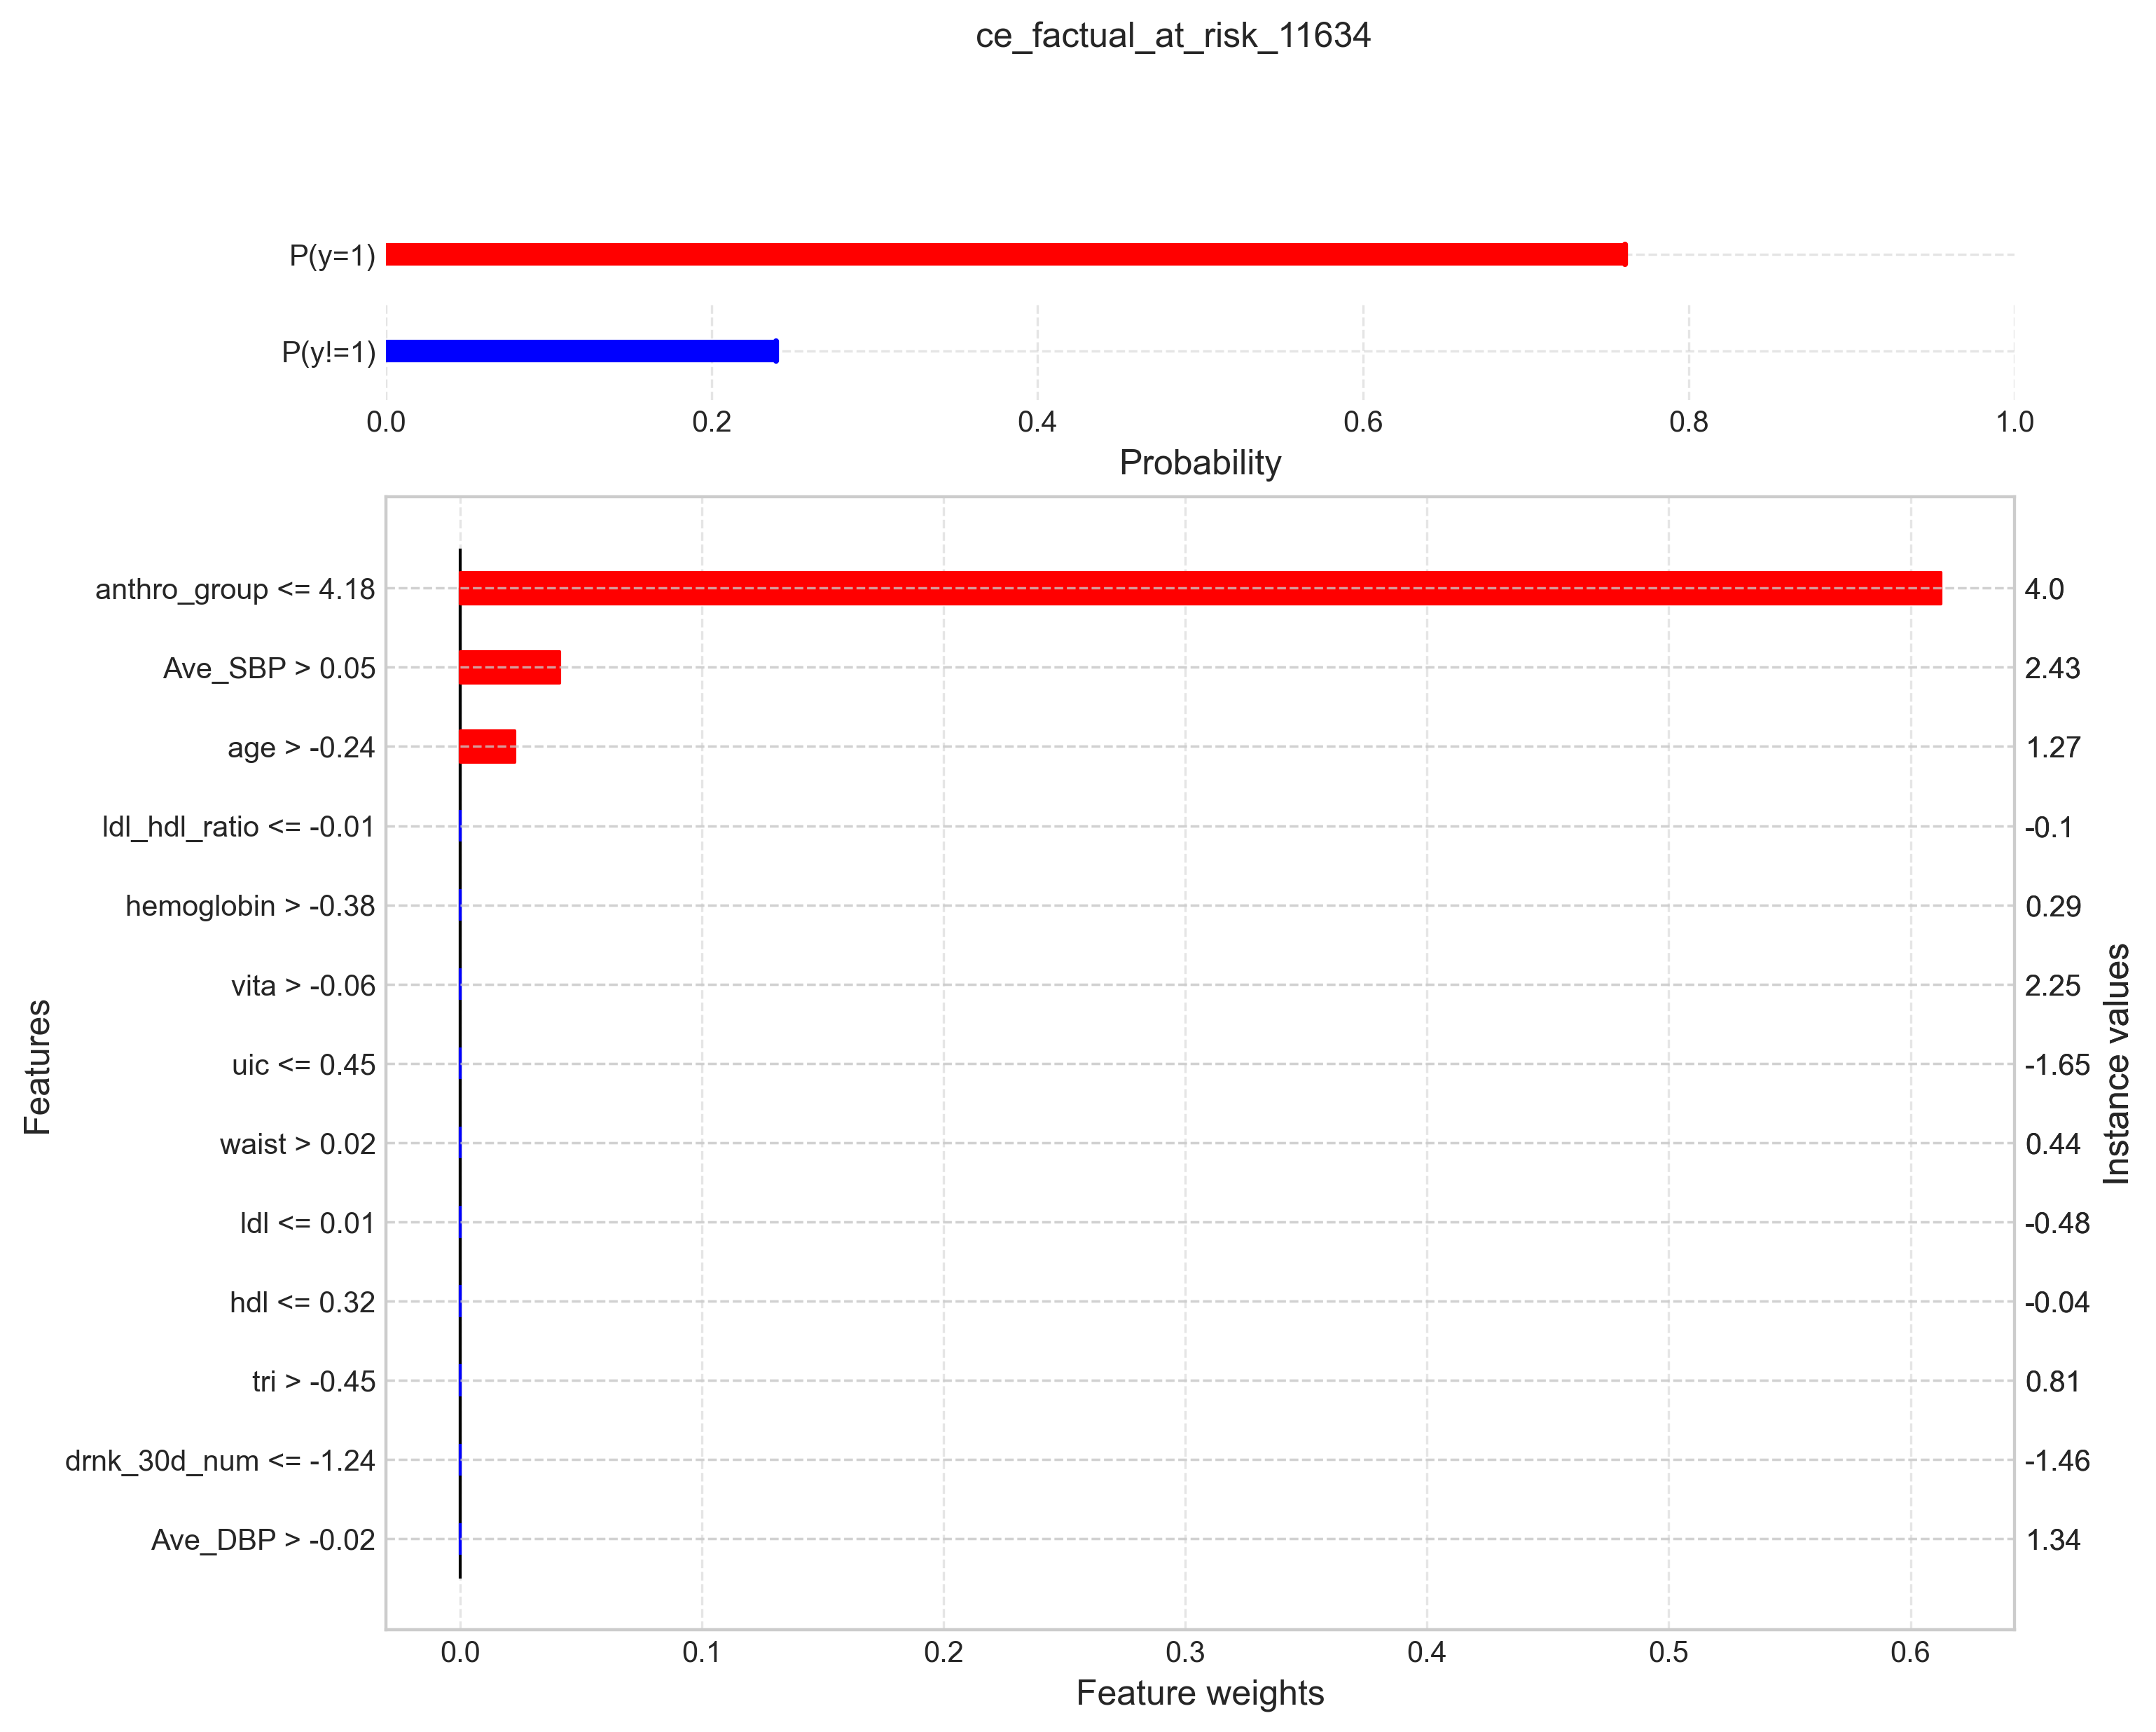 ce_factual_at_risk_11634
P(y=1)
P(y!=1)
0.0 0.2 0.4 0.6 0.8 1.0
Probability
anthro_group <= 4.18 4.0
Ave_SBP > 0.05 2.43
age > -0.24 1.27
ldl_hdl_ratio <= -0.01 -0.1
hemoglobin > -0.38 0.29
vita > -0.06 2.25
uic <= 0.45 -1.65
waist > 0.02 0.44
ldl <= 0.01 -0.48
hdl <= 0.32 -0.04
tri > -0.45 0.81
drnk_30d_num <= -1.24 -1.46
Ave_DBP > -0.02 1.34
Features
Instance values
0.0 0.1 0.2 0.3 0.4 0.5 0.6
Feature weights